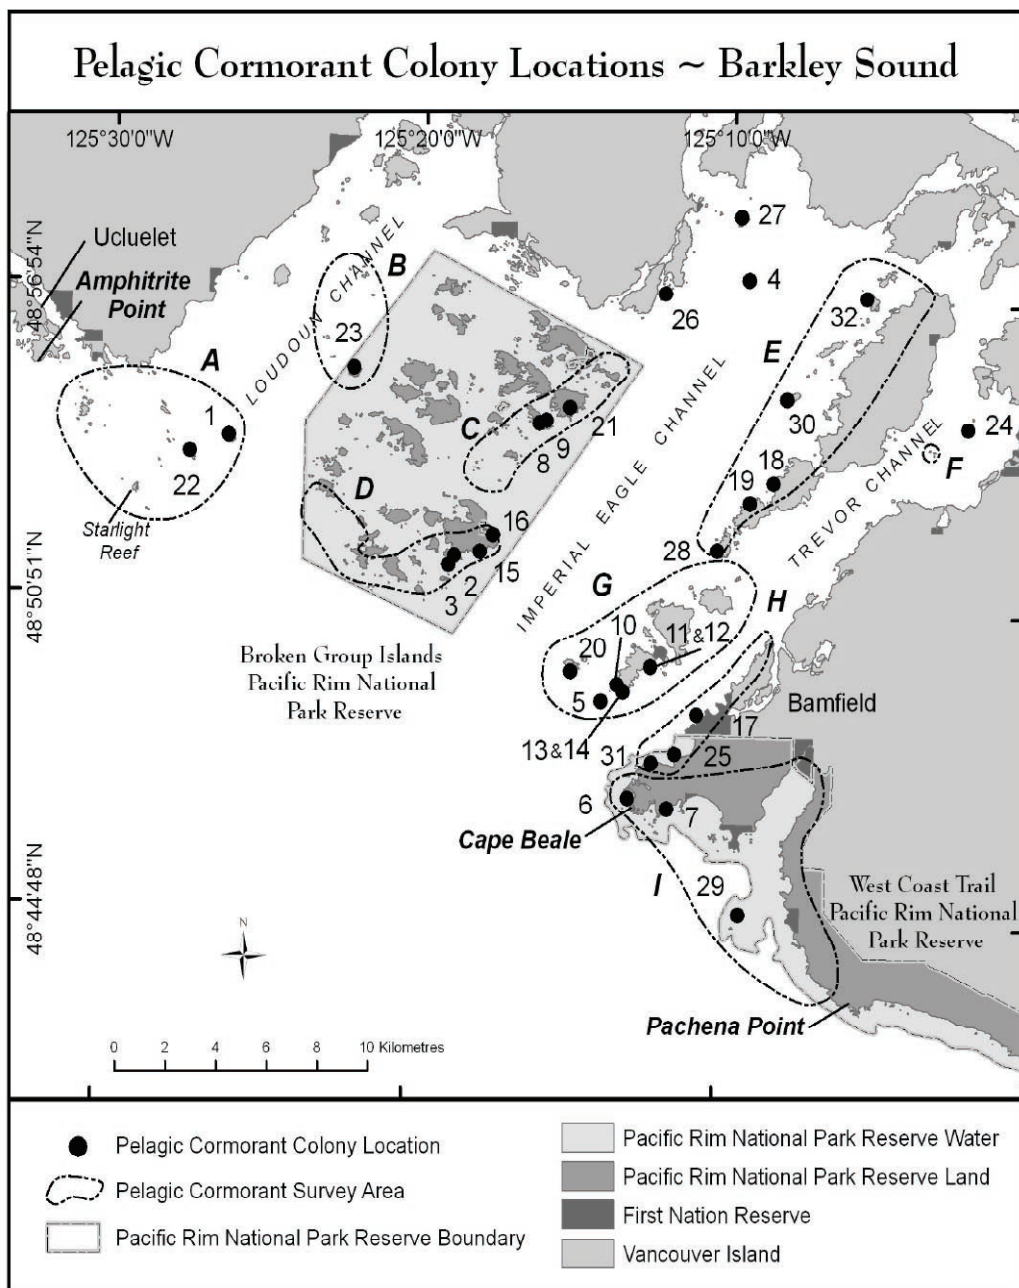 Pelagic Cormorant Colony Locations ~ Barkley Sound
125°30'0"W
125°20'0"W
125°10'0"W
48°56'54"N
48°50'51"N
48°44'48"N
Ucluelet
Amphitrite
Point
LOUDOUN CHANNEL
A
1
22
Starlight
Reef
B
23
C
8
9
21
D
16
15
2
3
Broken Group Islands
Pacific Rim National
Park Reserve
IMPERIAL EAGLE CHANNEL
27
4
26
E
32
30
18
19
28
TREVOR CHANNEL
24
F
G
20
10
11 & 12
5
13 & 14
H
Bamfield
17
31
25
6
7
Cape Beale
I
29
West Coast Trail
Pacific Rim National
Park Reserve
Pachena Point
N
0 2 4 6 8 10 Kilometres
Pelagic Cormorant Colony Location
Pelagic Cormorant Survey Area
Pacific Rim National Park Reserve Boundary
Pacific Rim National Park Reserve Water
Pacific Rim National Park Reserve Land
First Nation Reserve
Vancouver Island